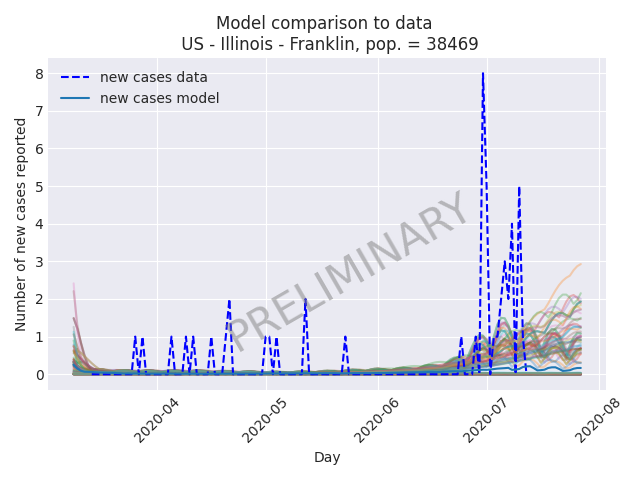 Model comparison to data
US - Illinois - Franklin, pop. = 38469
new cases data
new cases model
Number of new cases reported
8
7
6
5
4
3
2
1
0
PRELIMINARY
2020-04
2020-05
2020-06
2020-07
2020-08
Day